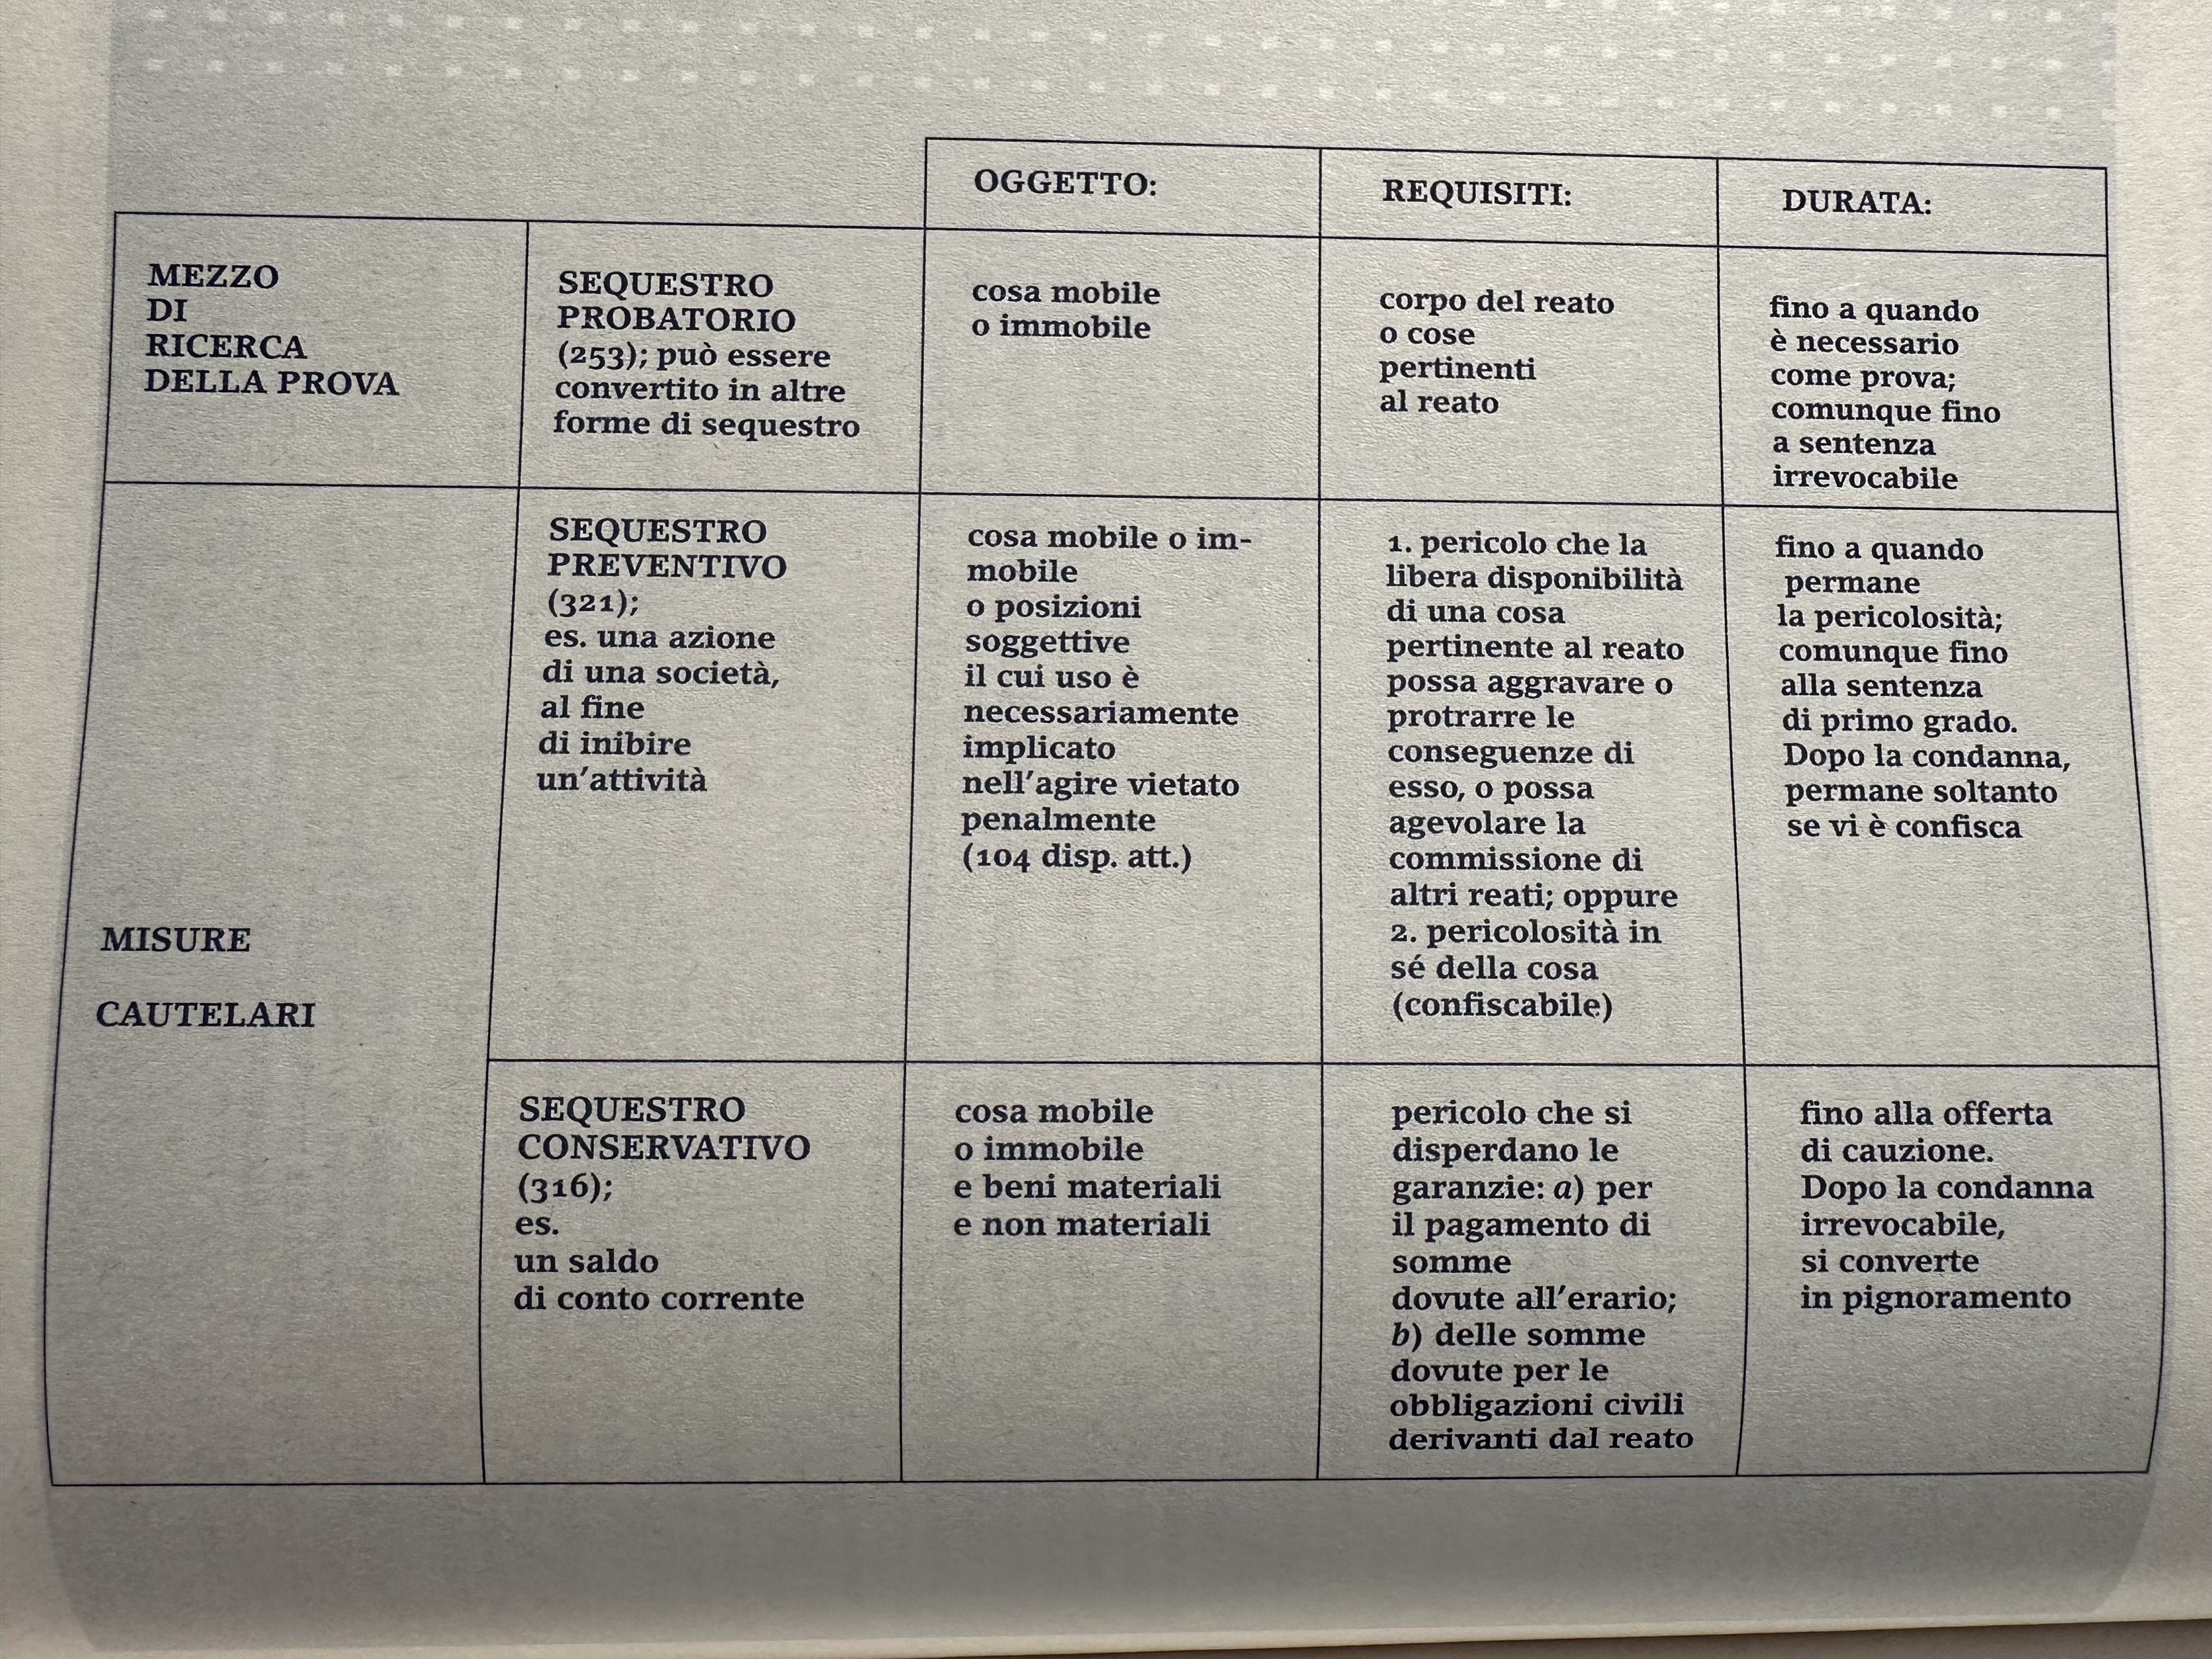 OGGETTO:
REQUISITI:
DURATA:
MEZZO
DI
RICERCA
DELLA PROVA
SEQUESTRO
PROBATORIO
(253); può essere
convertito in altre
forme di sequestro
cosa mobile
o immobile
corpo del reato
o cose
pertinenti
al reato
fino a quando
è necessario
come prova;
comunque fino
a sentenza
irrevocabile
MISURE
CAUTELARI
SEQUESTRO
PREVENTIVO
(321);
es. una azione
di una società,
al fine
di inibire
un'attività
cosa mobile o im-
mobile
o posizioni
soggettive
il cui uso è
necessariamente
implicato
nell'agire vietato
penalmente
(104 disp. att.)
1. pericolo che la
libera disponibilità
di una cosa
pertinente al reato
possa aggravare o
protrarre le
conseguenze di
esso, o possa
agevolare la
commissione di
altri reati; oppure
2. pericolosità in
sé della cosa
(confiscabile)
fino a quando
permane
la pericolosità;
comunque fino
alla sentenza
di primo grado.
Dopo la condanna,
permane soltanto
se vi è confisca
SEQUESTRO
CONSERVATIVO
(316);
es.
un saldo
di conto corrente
cosa mobile
o immobile
e beni materiali
e non materiali
pericolo che si
disperdano le
garanzie: a) per
il pagamento di
somme
dovute all'erario;
b) delle somme
dovute per le
obbligazioni civili
derivanti dal reato
fino alla offerta
di cauzione.
Dopo la condanna
irrevocabile,
si converte
in pignoramento